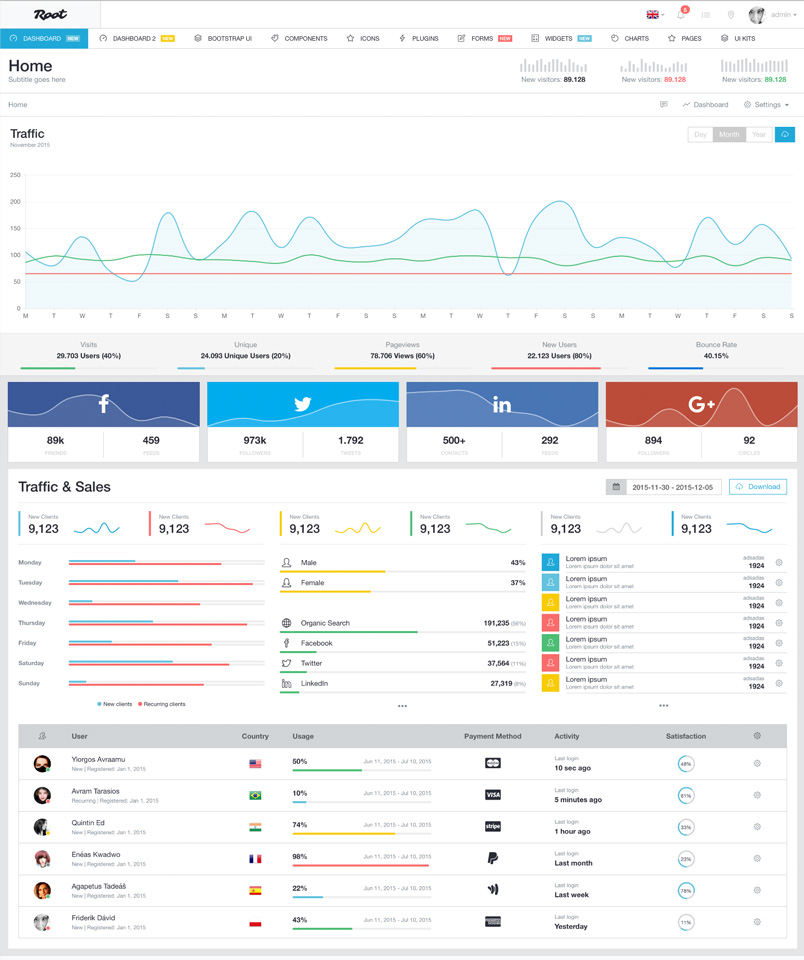 Root
5
admin
DASHBOARD NEW
DASHBOARD 2 NEW
BOOTSTRAP UI
COMPONENTS
ICONS
PLUGINS
FORMS NEW
WIDGETS NEW
CHARTS
PAGES
UI KITS
Home
Subtitle goes here
New visitors: 89.128
New visitors: 89.128
New visitors: 89.128
Home
Dashboard
Settings
Traffic
November 2015
Day Month Year
250
200
150
100
50
0
M T W T F S S M T W T F S S M T W T F S S M T W T F S S
Visits
29.703 Users (40%)
Unique
24.093 Unique Users (20%)
Pageviews
78.706 Views (60%)
New Users
22.123 Users (80%)
Bounce Rate
40.15%
f
in
G+
89k
FRIENDS
459
FEEDS
973k
FOLLOWERS
1.792
TWEETS
500+
CONTACTS
292
FEEDS
894
FOLLOWERS
92
CIRCLES
Traffic & Sales
2015-11-30 - 2015-12-05
Download
New Clients
9,123
New Clients
9,123
New Clients
9,123
New Clients
9,123
New Clients
9,123
New Clients
9,123
Monday
Tuesday
Wednesday
Thursday
Friday
Saturday
Sunday
New clients
Recurring clients
Male 43%
Female 37%
Organic Search 191,235 (56%)
Facebook 51,223 (15%)
Twitter 37,564 (11%)
LinkedIn 27,319 (8%)
Lorem ipsum
Lorem ipsum dolor sit amet
adsadas
1924
Lorem ipsum
Lorem ipsum dolor sit amet
adsadas
1924
Lorem ipsum
Lorem ipsum dolor sit amet
adsadas
1924
Lorem ipsum
Lorem ipsum dolor sit amet
adsadas
1924
Lorem ipsum
Lorem ipsum dolor sit amet
adsadas
1924
Lorem ipsum
Lorem ipsum dolor sit amet
adsadas
1924
Lorem ipsum
Lorem ipsum dolor sit amet
adsadas
1924
User Country Usage Payment Method Activity Satisfaction
Yiorgos Avraamu
New | Registered: Jan 1, 2015
50%
Jun 11, 2015 - Jul 10, 2015
Last login
10 sec ago
48%
Avram Tarasios
Recurring | Registered: Jan 1, 2015
10%
Jun 11, 2015 - Jul 10, 2015
VISA
Last login
5 minutes ago
61%
Quintin Ed
New | Registered: Jan 1, 2015
74%
Jun 11, 2015 - Jul 10, 2015
stripe
Last login
1 hour ago
33%
Enéas Kwadwo
New | Registered: Jan 1, 2015
98%
Jun 11, 2015 - Jul 10, 2015
Last login
Last month
23%
Agapetus Tadeáš
New | Registered: Jan 1, 2015
22%
Jun 11, 2015 - Jul 10, 2015
Last login
Last week
78%
Friderik Dávid
New | Registered: Jan 1, 2015
43%
Jun 11, 2015 - Jul 10, 2015
Last login
Yesterday
11%